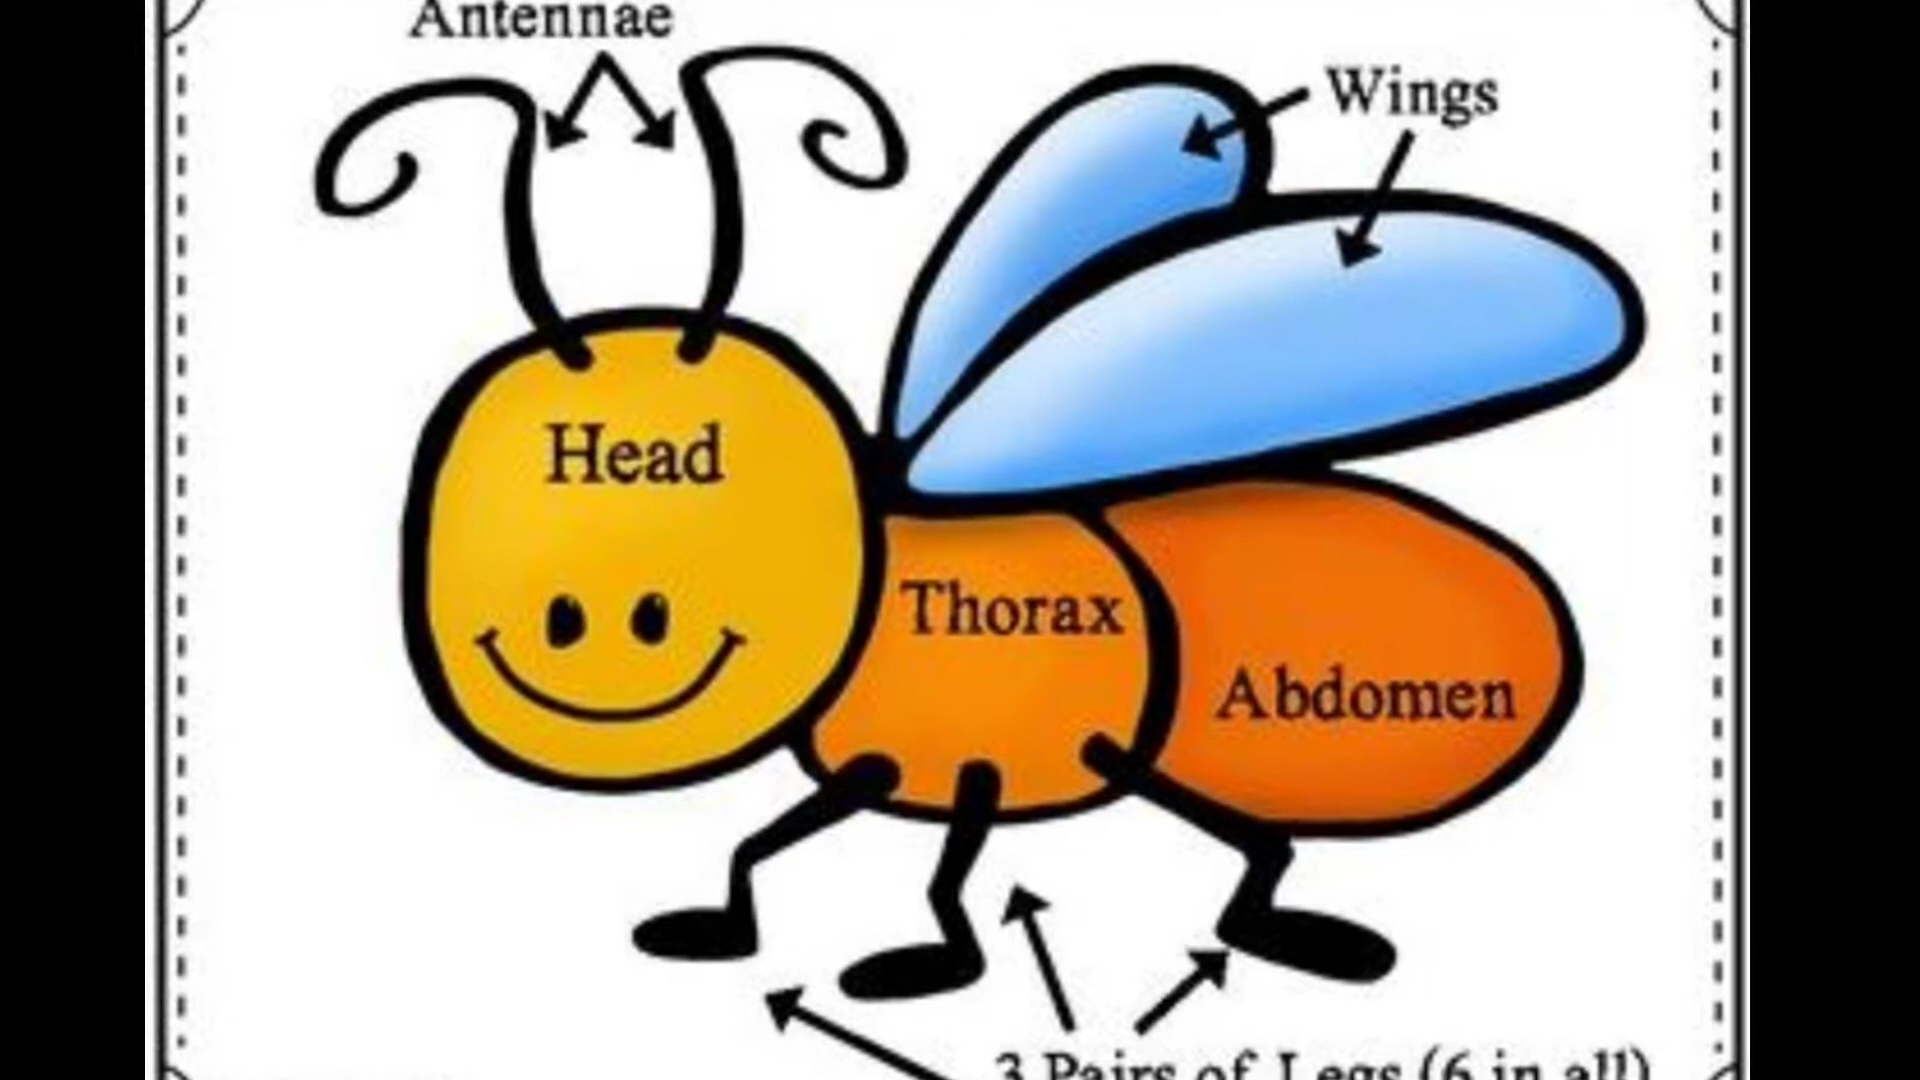 Antennae
Wings
Head
Thorax
Abdomen
3 Pairs of Legs (6 in all)